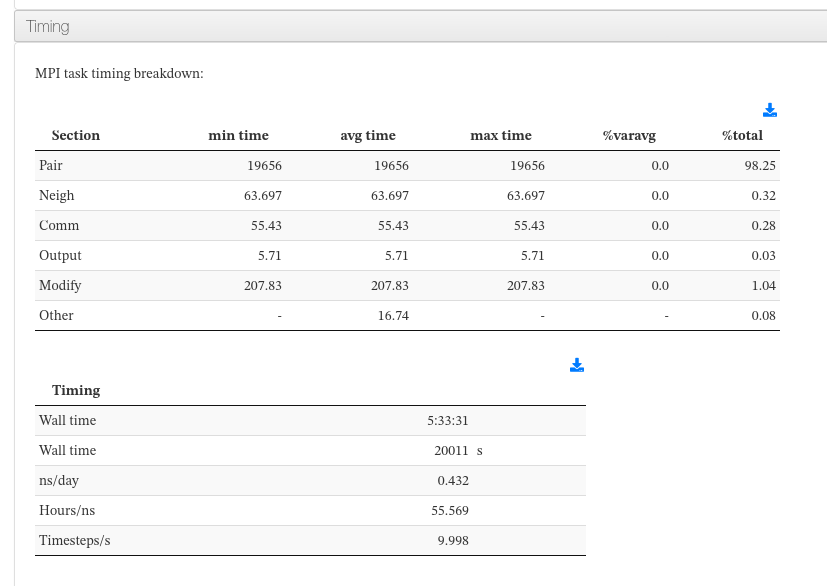 Timing
MPI task timing breakdown:
Section min time avg time max time %varavg %total
Pair 19656 19656 19656 0.0 98.25
Neigh 63.697 63.697 63.697 0.0 0.32
Comm 55.43 55.43 55.43 0.0 0.28
Output 5.71 5.71 5.71 0.0 0.03
Modify 207.83 207.83 207.83 0.0 1.04
Other - 16.74 - - 0.08
Timing
Wall time 5:33:31
Wall time 20011 s
ns/day 0.432
Hours/ns 55.569
Timesteps/s 9.998